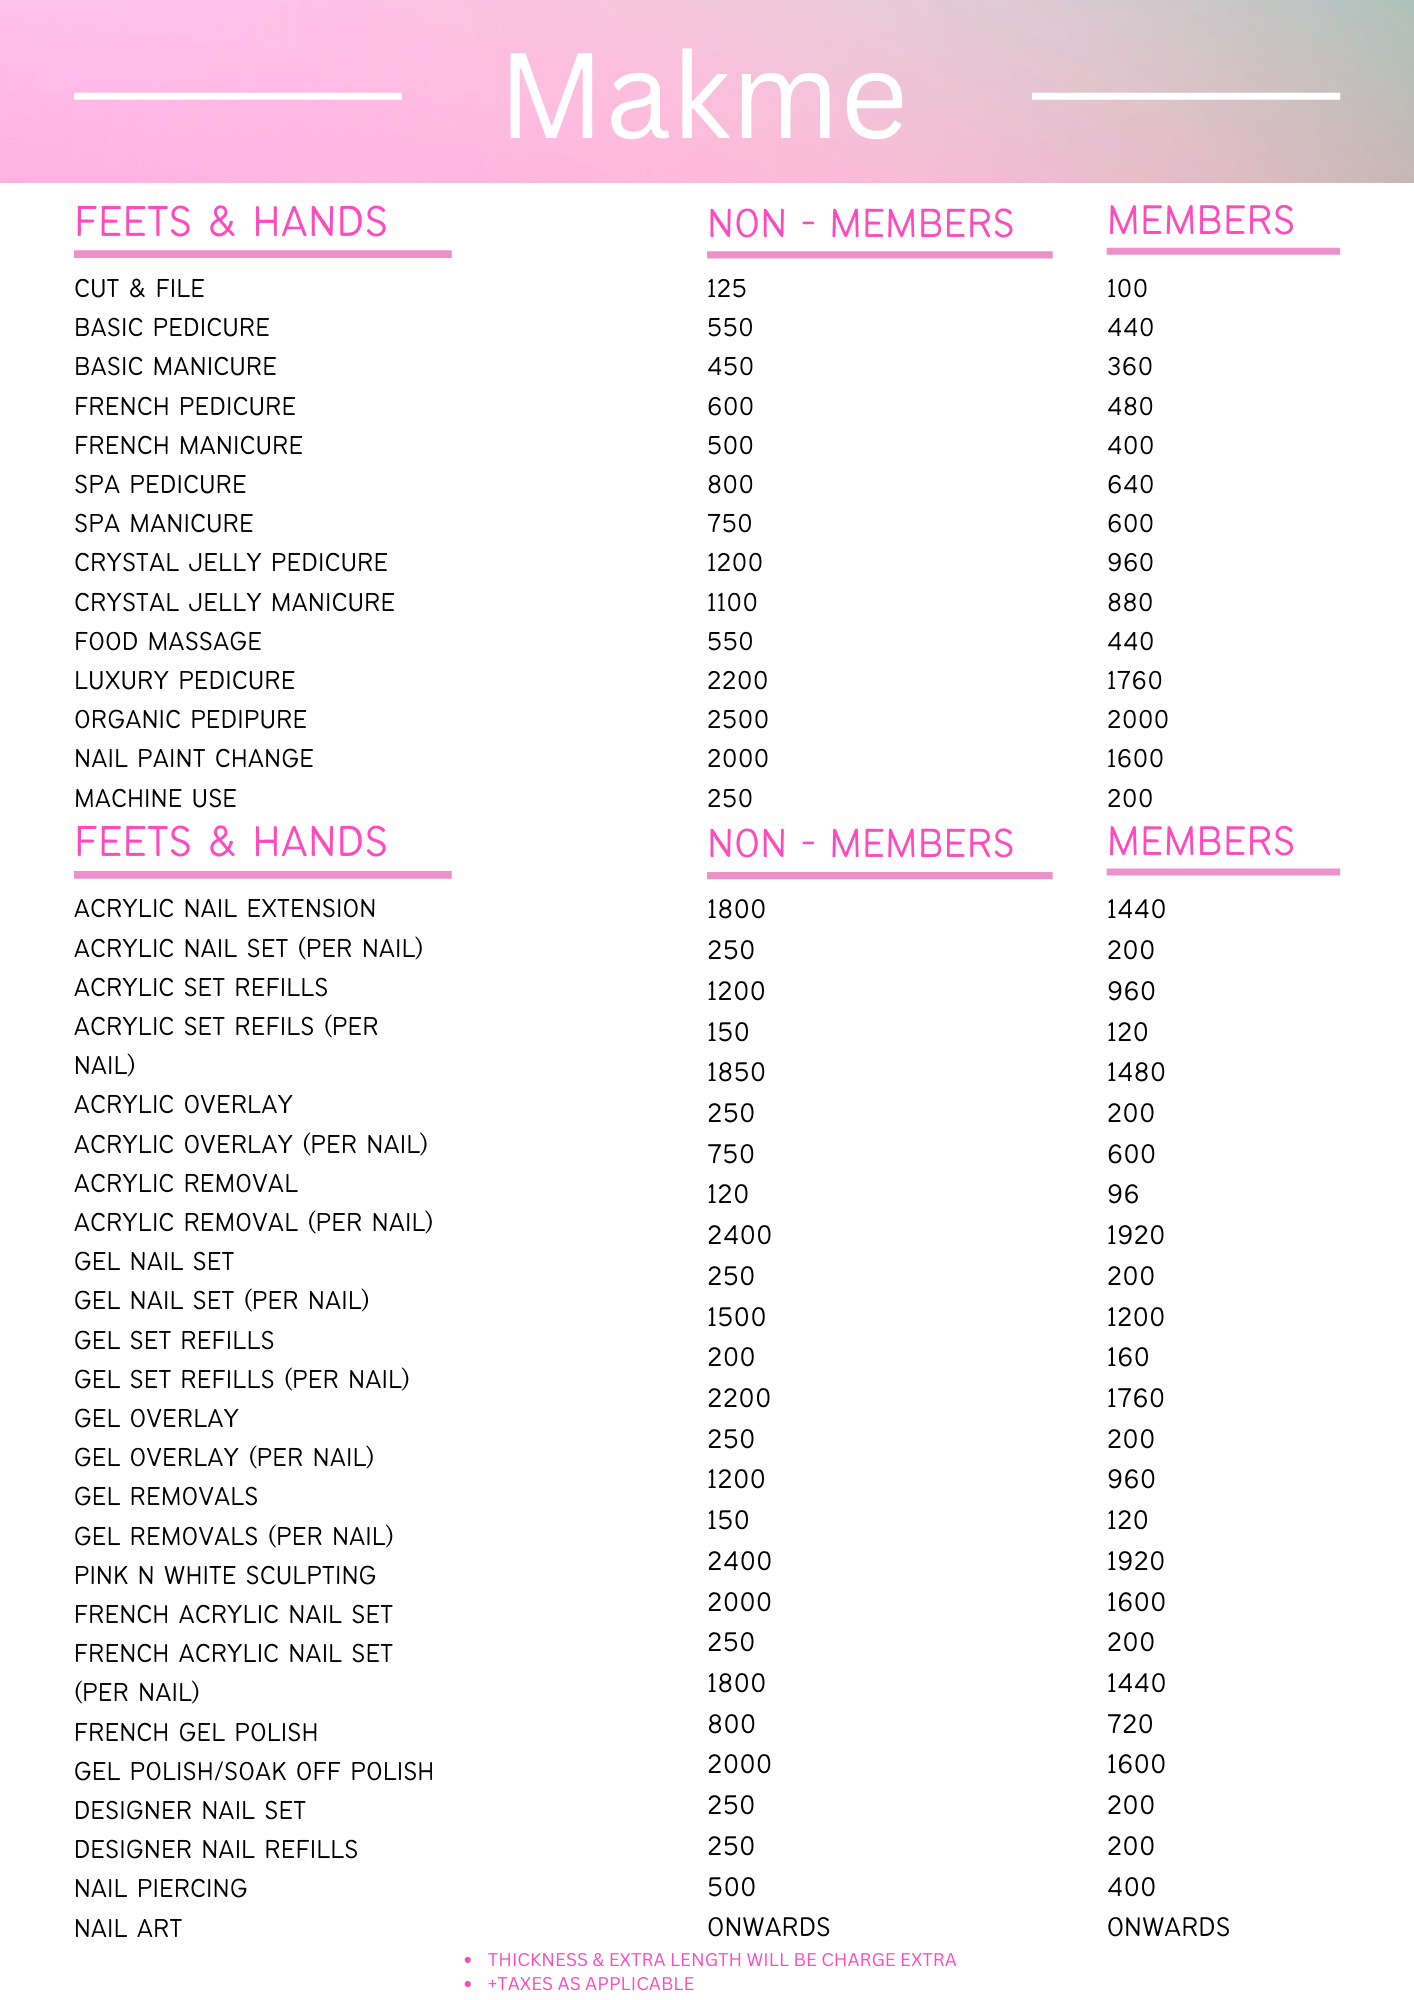 Makme
FEETS & HANDS NON - MEMBERS MEMBERS
CUT & FILE 125 100
BASIC PEDICURE 550 440
BASIC MANICURE 450 360
FRENCH PEDICURE 600 480
FRENCH MANICURE 500 400
SPA PEDICURE 800 640
SPA MANICURE 750 600
CRYSTAL JELLY PEDICURE 1200 960
CRYSTAL JELLY MANICURE 1100 880
FOOD MASSAGE 550 440
LUXURY PEDICURE 2200 1760
ORGANIC PEDIPURE 2500 2000
NAIL PAINT CHANGE 2000 1600
MACHINE USE 250 200
FEETS & HANDS
ACRYLIC NAIL EXTENSION
ACRYLIC NAIL SET (PER NAIL)
ACRYLIC SET REFILLS
ACRYLIC SET REFILS (PER
NAIL)
ACRYLIC OVERLAY
ACRYLIC OVERLAY (PER NAIL)
ACRYLIC REMOVAL
ACRYLIC REMOVAL (PER NAIL)
GEL NAIL SET
GEL NAIL SET (PER NAIL)
GEL SET REFILLS
GEL SET REFILLS (PER NAIL)
GEL OVERLAY
GEL OVERLAY (PER NAIL)
GEL REMOVALS
GEL REMOVALS (PER NAIL)
PINK N WHITE SCULPTING
FRENCH ACRYLIC NAIL SET
FRENCH ACRYLIC NAIL SET
(PER NAIL)
FRENCH GEL POLISH
GEL POLISH/SOAK OFF POLISH
DESIGNER NAIL SET
DESIGNER NAIL REFILLS
NAIL PIERCING
NAIL ART
NON - MEMBERS
1800
250
1200
150
1850
250
750
120
2400
250
1500
200
2200
250
1200
150
2400
2000
250
1800
800
2000
250
250
500
ONWARDS
MEMBERS
1440
200
960
120
1480
200
600
96
1920
200
1200
160
1760
200
960
120
1920
1600
200
1440
720
1600
200
200
400
ONWARDS
• THICKNESS & EXTRA LENGTH WILL BE CHARGE EXTRA
• +TAXES AS APPLICABLE